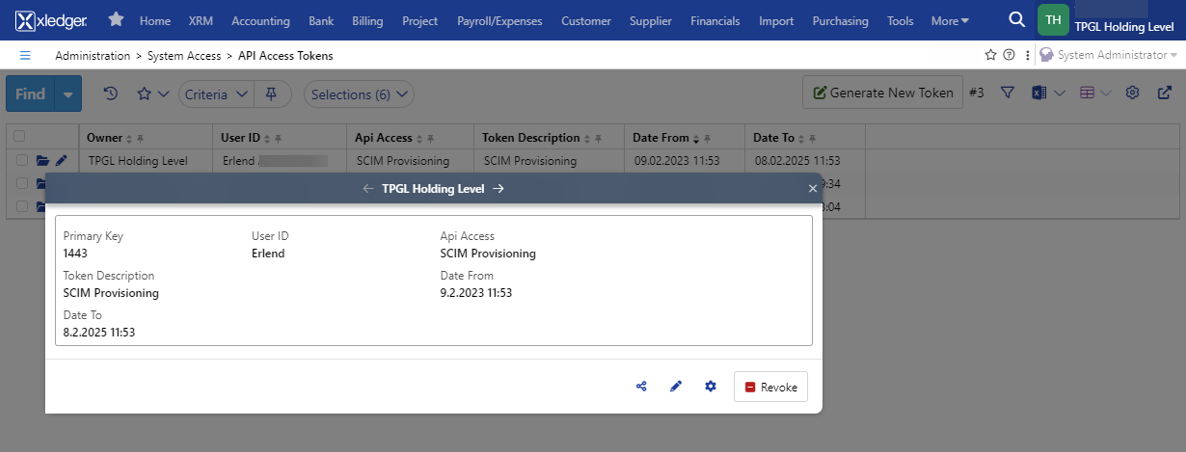 xledger
Home XRM Accounting Bank Billing Project Payroll/Expenses Customer Supplier Financials Import Purchasing Tools More
TH TPGL Holding Level
Administration > System Access > API Access Tokens
System Administrator
Find Criteria Selections (6) Generate New Token #3
Owner User ID Api Access Token Description Date From Date To
TPGL Holding Level Erlend SCIM Provisioning SCIM Provisioning 09.02.2023 11:53 08.02.2025 11:53
:34
:04
← TPGL Holding Level → ×
Primary Key User ID Api Access
1443 Erlend SCIM Provisioning
Token Description Date From
SCIM Provisioning 9.2.2023 11:53
Date To
8.2.2025 11:53
Revoke